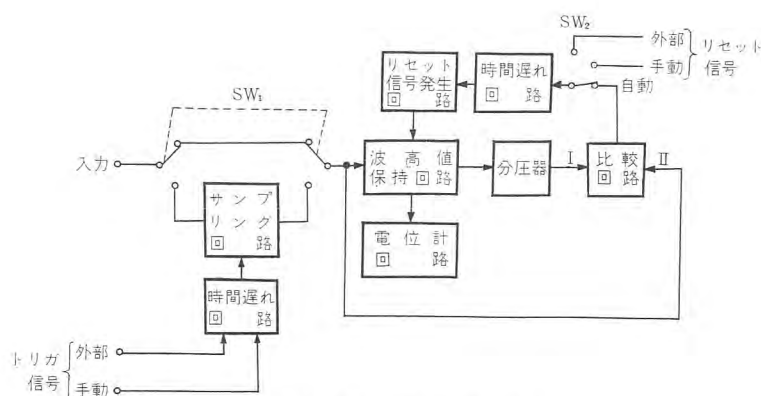 SW₂
外部
リセット
手動
信号
自動
リセット
信号発生
回路
時間遅れ
回路
SW₁
入力
波高値
保持回路
分圧器
I
比較
回路
II
サンプ
リング
回路
電位計
回路
時間遅れ
回路
トリガ
信号
外部
手動